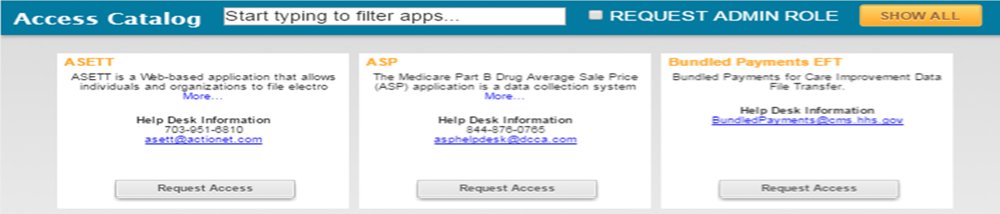 Access Catalog Start typing to filter apps... REQUEST ADMIN ROLE SHOW ALL
ASETT
ASETT is a Web-based application that allows
individuals and organizations to file electro
More...
Help Desk Information
703-951-6810
asett@actionet.com
Request Access
ASP
The Medicare Part B Drug Average Sale Price
(ASP) application is a data collection system
More...
Help Desk Information
844-876-0765
asphelpdesk@dcca.com
Request Access
Bundled Payments EFT
Bundled Payments for Care Improvement Data
File Transfer.
Help Desk Information
BundledPayments@cms.hhs.gov
Request Access